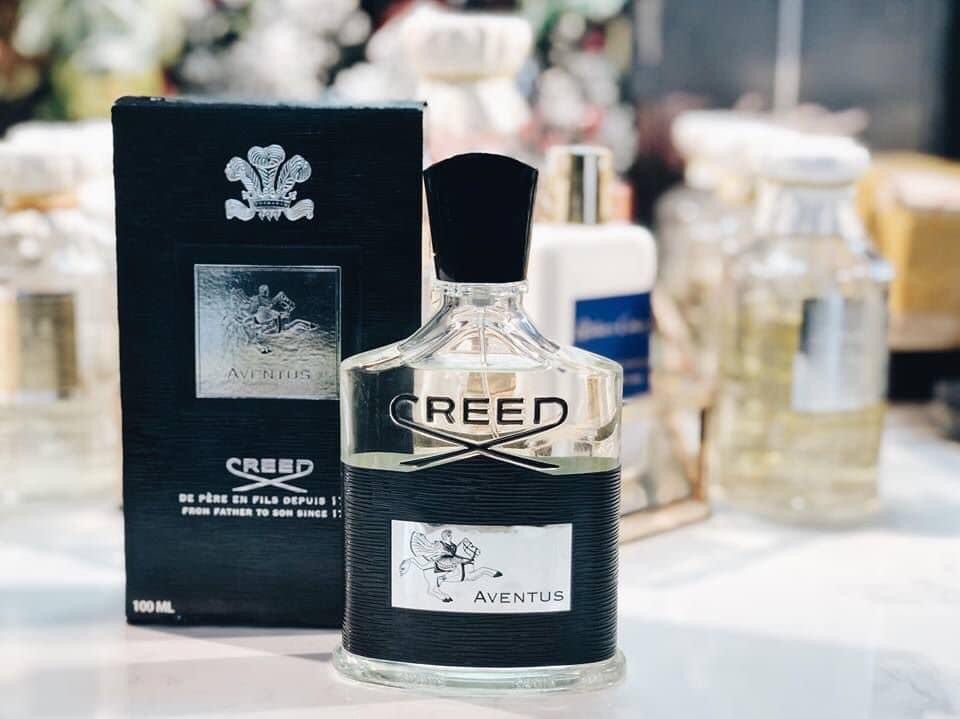 AVENTUS
CREED
DE PÈRE EN FILS DEPUIS
FROM FATHER TO SON SINCE
100 ML
CREED
AVENTUS